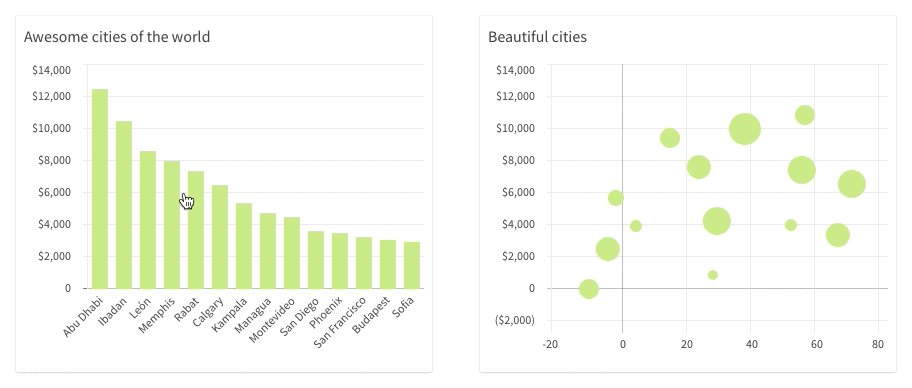 Awesome cities of the world
$14,000
$12,000
$10,000
$8,000
$6,000
$4,000
$2,000
0
Abu Dhabi
Ibadan
León
Memphis
Rabat
Calgary
Kampala
Managua
Montevideo
San Diego
Phoenix
San Francisco
Budapest
Sofia
Beautiful cities
$14,000
$12,000
$10,000
$8,000
$6,000
$4,000
$2,000
0
($2,000)
-20 0 20 40 60 80